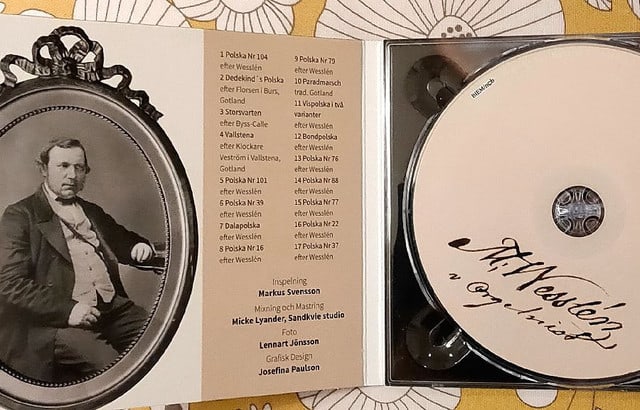 1 Polska Nr 104
efter Wesslén
2 Dedekind´s Polska
efter Florsen i Burs,
Gotland
3 Storsvarten
efter Byss-Calle
4 Vallstena
efter Klockare
Veström i Vallstena,
Gotland
5 Polska Nr 101
efter Wesslén
6 Polska Nr 39
efter Wesslén
7 Dalapolska
efter Wesslén
8 Polska Nr 16
efter Wesslén
9 Polska Nr 79
efter Wesslén
10 Pzradmarsch
trad. Gotland
11 Vispolska i två
varianter
efter Wesslén
12 Bondpolska
efter Wesslén
13 Polska Nr 76
efter Wesslén
14 Polska Nr 88
efter Wesslén
15 Polska Nr 77
efter Wesslén
16 Polska Nr 22
efter Wesslén
17 Polska Nr 37
efter Wesslén
Inspelning
Markus Svensson
Mixning och Mastring
Micke Lyander, Sandkvie studio
Foto
Lennart Jönsson
Grafisk Design
Josefina Paulson
M. Wesslén